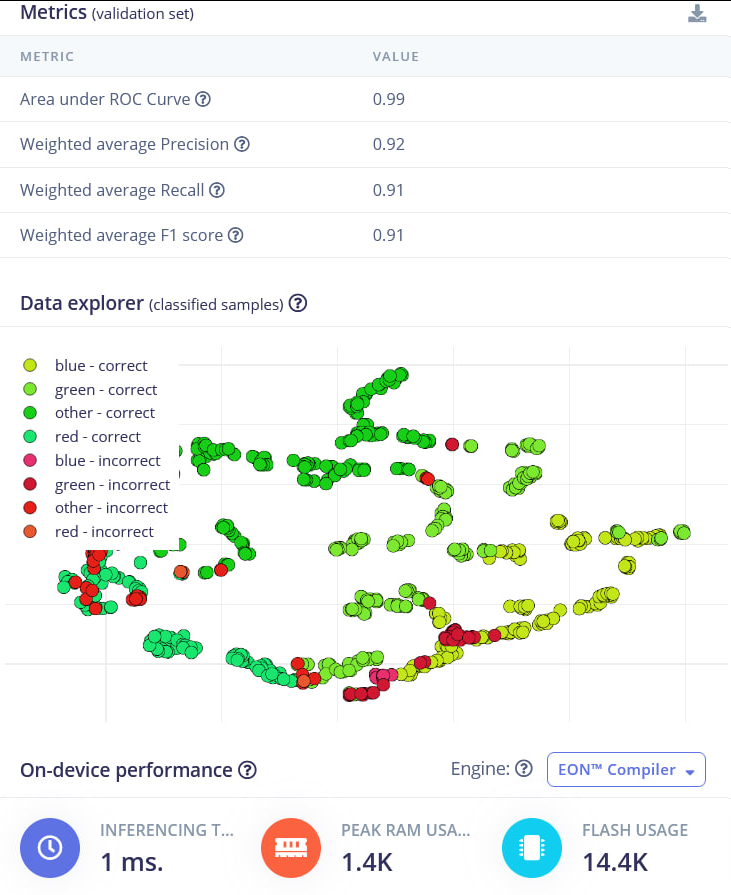 Metrics (validation set)
METRIC VALUE
Area under ROC Curve ? 0.99
Weighted average Precision ? 0.92
Weighted average Recall ? 0.91
Weighted average F1 score ? 0.91
Data explorer (classified samples) ?
blue - correct
green - correct
other - correct
red - correct
blue - incorrect
green - incorrect
other - incorrect
red - incorrect
On-device performance ? Engine: ? EON™ Compiler
INFERENCING T... PEAK RAM USA... FLASH USAGE
1 ms. 1.4K 14.4K